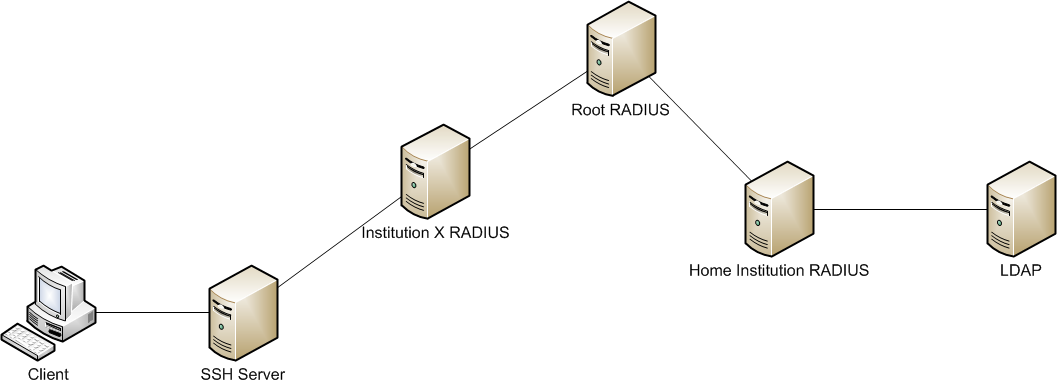 Root RADIUS
Institution X RADIUS
Home Institution RADIUS
LDAP
Client
SSH Server